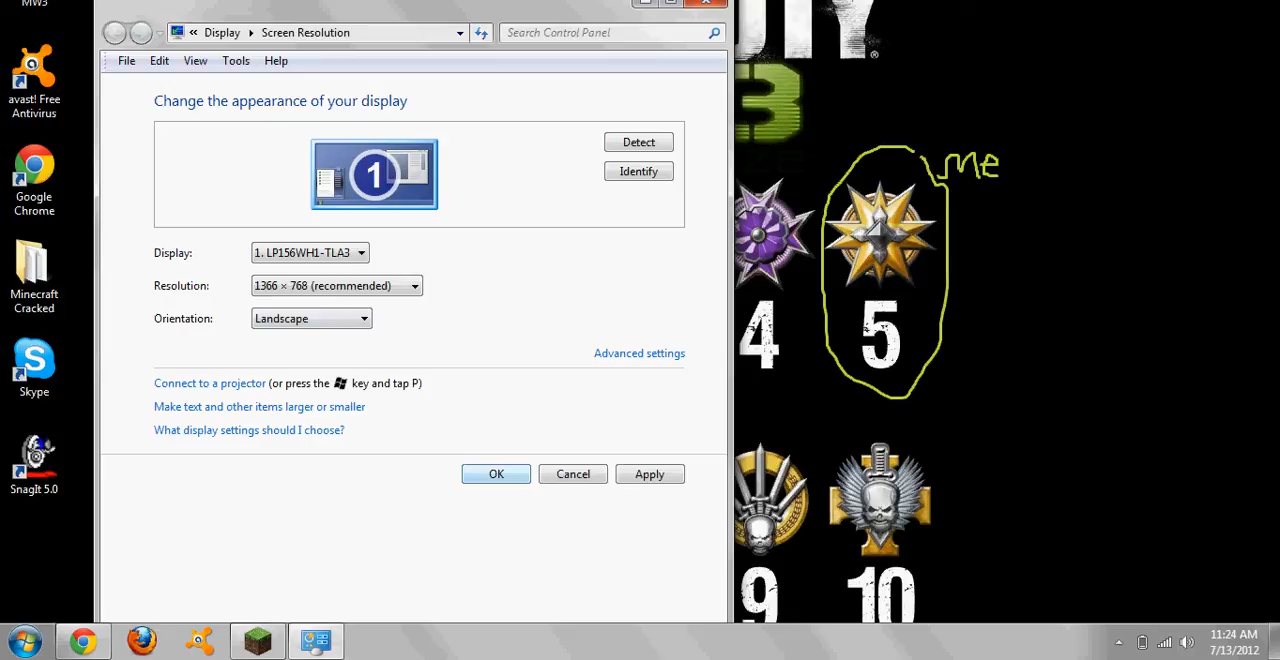 MW3
avast! Free
Antivirus
Google
Chrome
Minecraft
Cracked
Skype
SnagIt 5.0
« Display Screen Resolution
Search Control Panel
File Edit View Tools Help
Change the appearance of your display
1
Detect
Identify
Display: 1. LP156WH1-TLA3
Resolution: 1366 × 768 (recommended)
Orientation: Landscape
Advanced settings
Connect to a projector (or press the key and tap P)
Make text and other items larger or smaller
What display settings should I choose?
OK Cancel Apply
3
ME
4 5
9 10
11:24 AM
7/13/2012